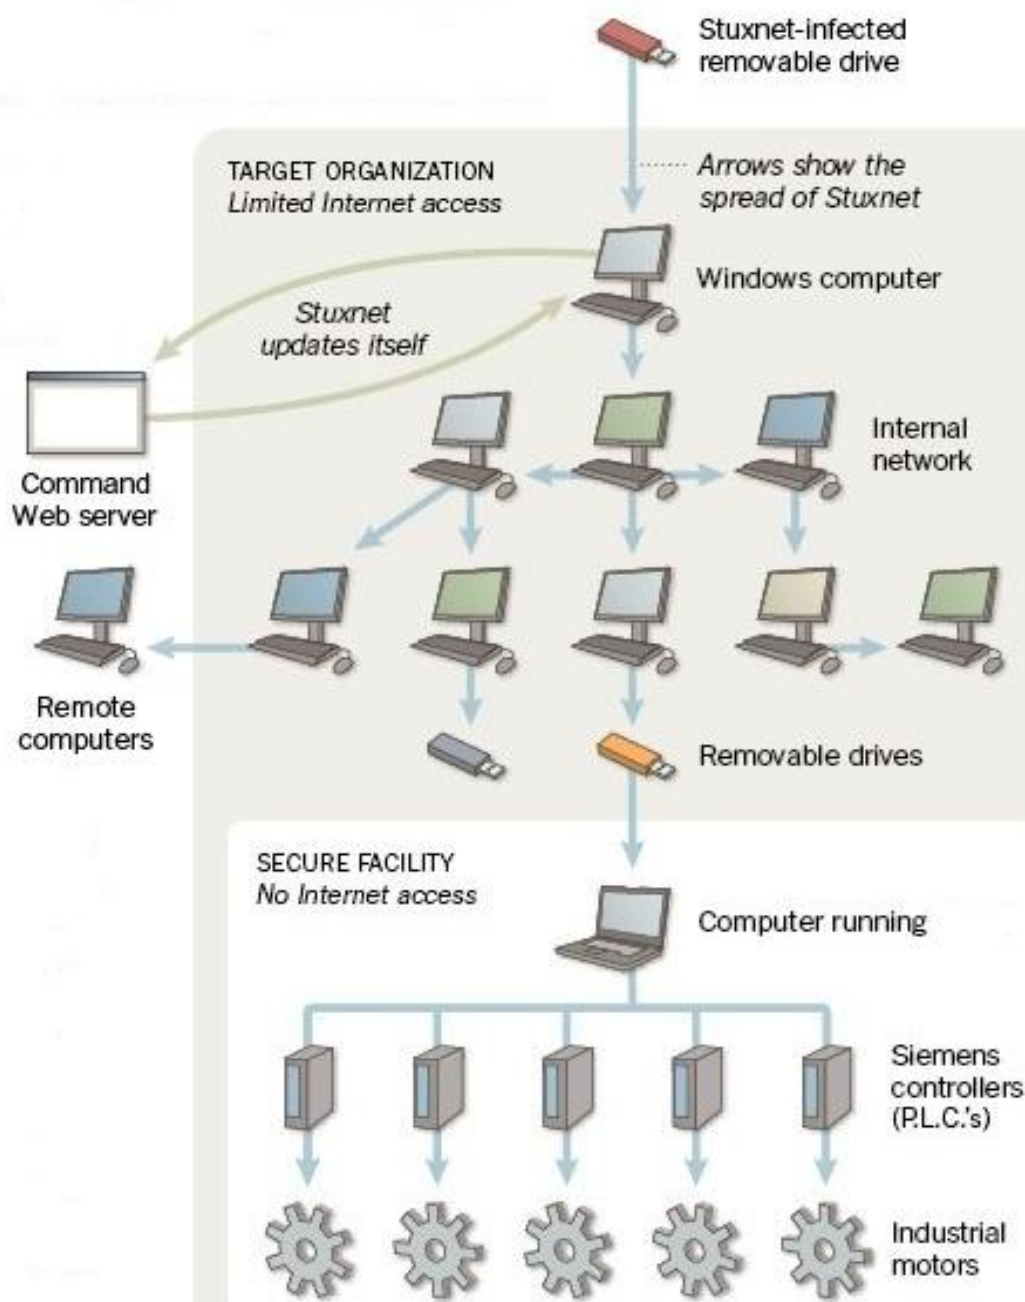 Stuxnet-infected
removable drive
TARGET ORGANIZATION
Limited Internet access
Arrows show the
spread of Stuxnet
Windows computer
Stuxnet
updates itself
Internal
network
Command
Web server
Remote
computers
Removable drives
SECURE FACILITY
No Internet access
Computer running
Siemens
controllers
(P.L.C.'s)
Industrial
motors